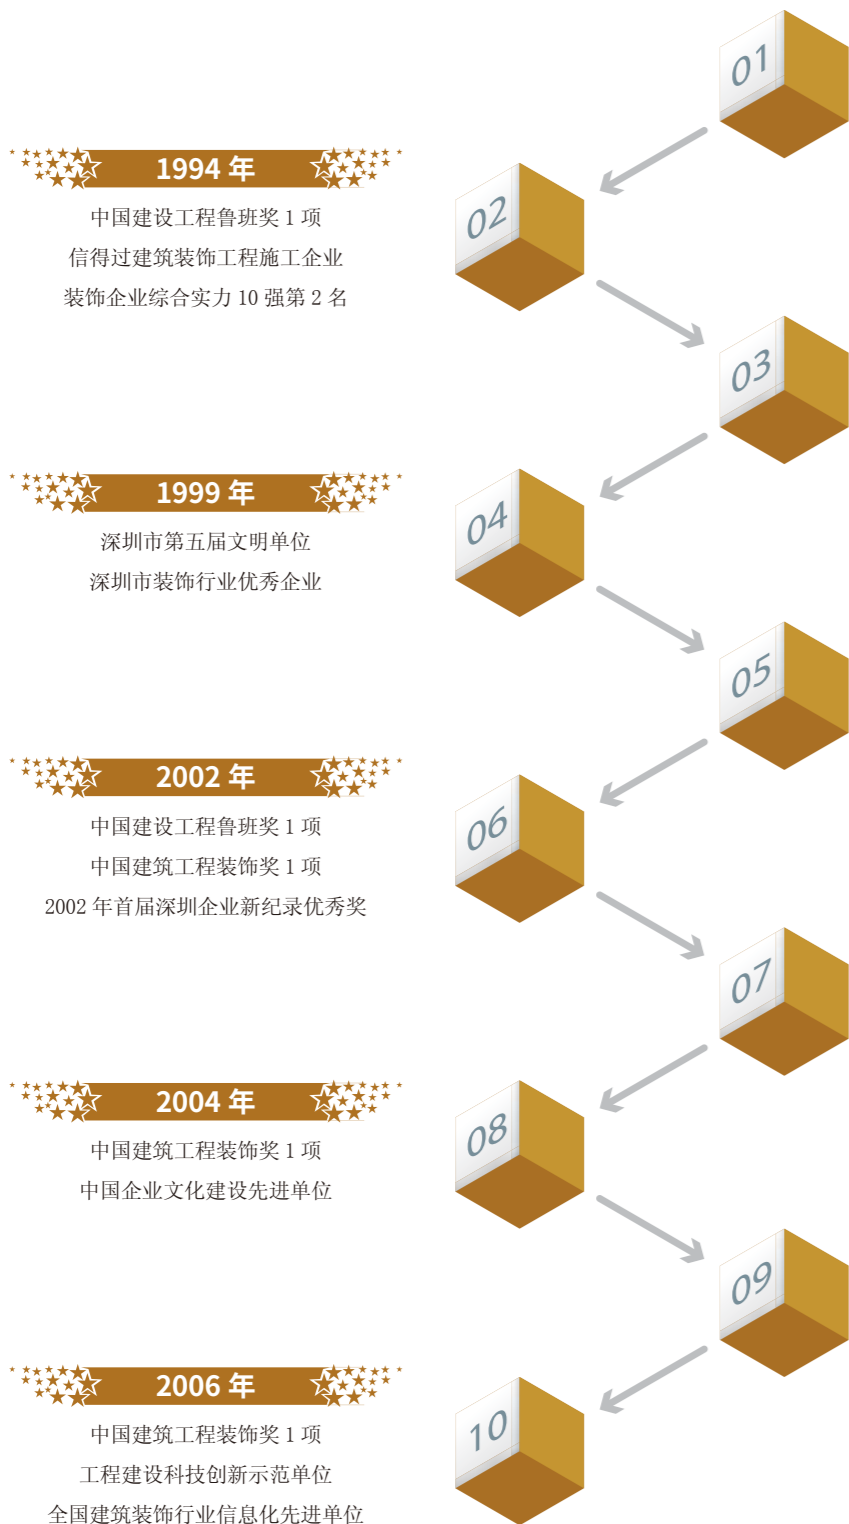 01
1994 年
中国建设工程鲁班奖 1 项
信得过建筑装饰工程施工企业
装饰企业综合实力 10 强第 2 名
02
03
1999 年
深圳市第五届文明单位
深圳市装饰行业优秀企业
04
05
2002 年
中国建设工程鲁班奖 1 项
中国建筑工程装饰奖 1 项
2002 年首届深圳企业新纪录优秀奖
06
07
2004 年
中国建筑工程装饰奖 1 项
中国企业文化建设先进单位
08
09
2006 年
中国建筑工程装饰奖 1 项
工程建设科技创新示范单位
全国建筑装饰行业信息化先进单位
10